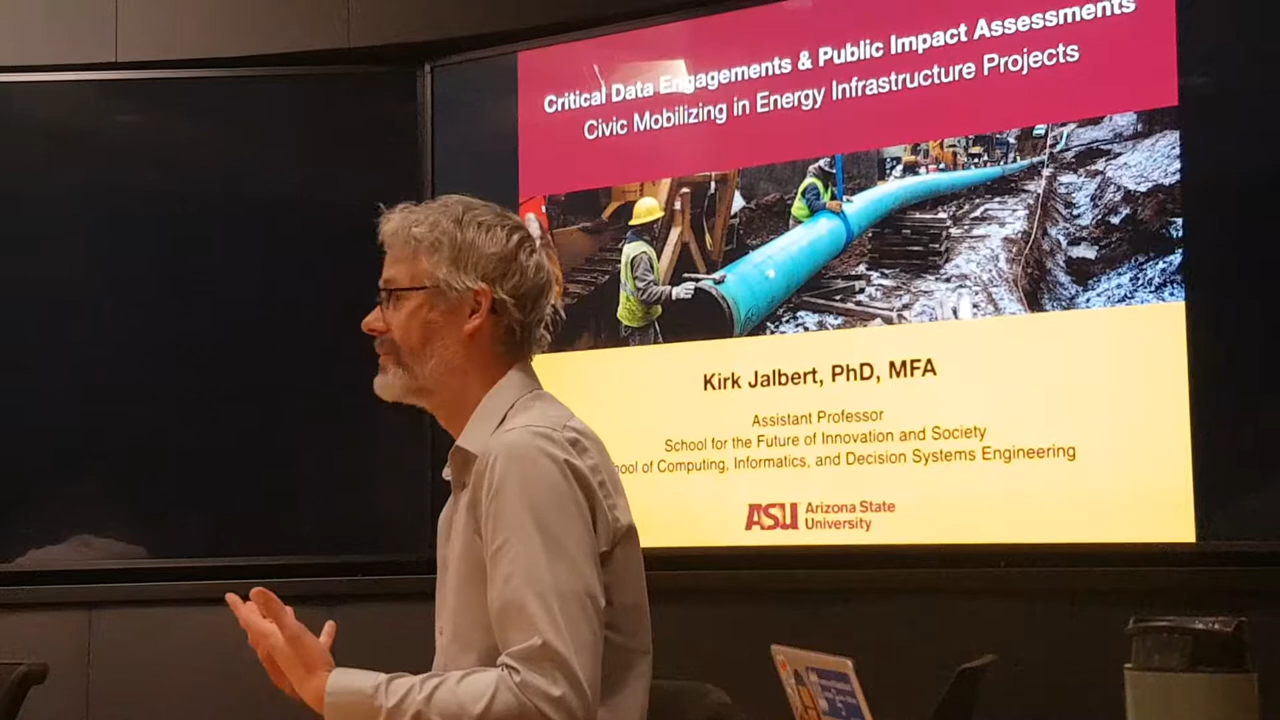 Critical Data Engagements & Public Impact Assessments
Civic Mobilizing in Energy Infrastructure Projects
Kirk Jalbert, PhD, MFA
Assistant Professor
School for the Future of Innovation and Society
of Computing, Informatics, and Decision Systems Engineering
ASU Arizona State
University